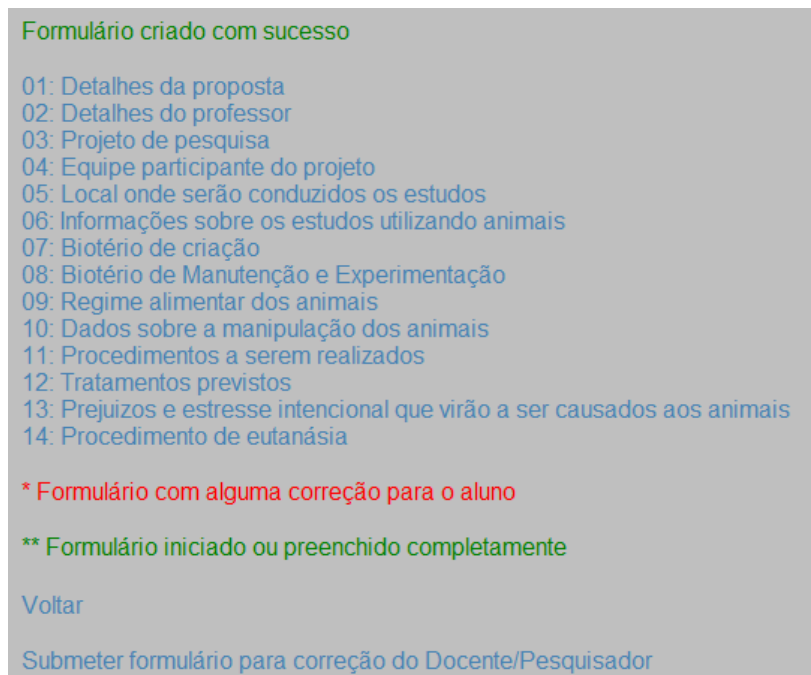 Formulário criado com sucesso
01: Detalhes da proposta
02: Detalhes do professor
03: Projeto de pesquisa
04: Equipe participante do projeto
05: Local onde serão conduzidos os estudos
06: Informações sobre os estudos utilizando animais
07: Biotério de criação
08: Biotério de Manutenção e Experimentação
09: Regime alimentar dos animais
10: Dados sobre a manipulação dos animais
11: Procedimentos a serem realizados
12: Tratamentos previstos
13: Prejuizos e estresse intencional que virão a ser causados aos animais
14: Procedimento de eutanásia
* Formulário com alguma correção para o aluno
** Formulário iniciado ou preenchido completamente
Voltar
Submeter formulário para correção do Docente/Pesquisador